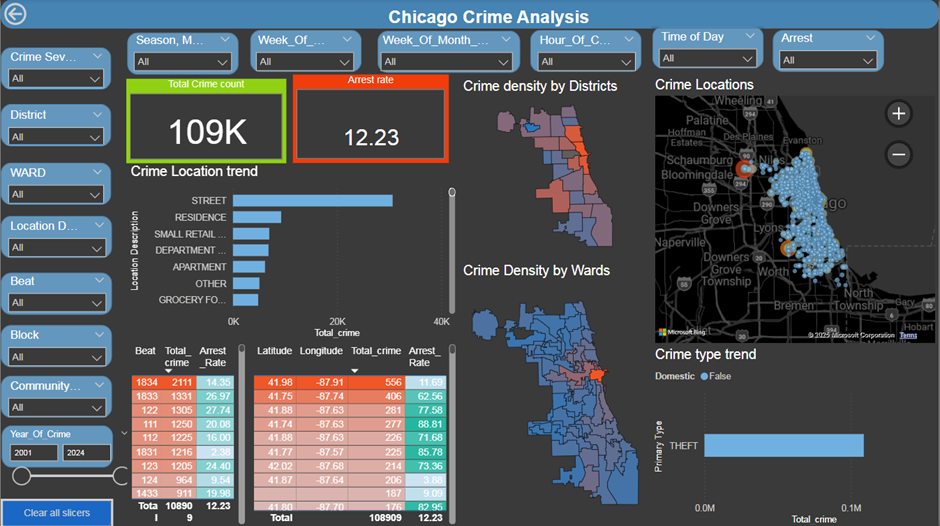 Chicago Crime Analysis
Crime Sev...
All
Season, M...
All
Week_Of_...
All
Week_Of_Month_...
All
Hour_Of_C...
All
Time of Day
All
Arrest
All
District
All
WARD
All
Location D...
All
Beat
All
Block
All
Community...
All
Year_Of_Crime
2001 2024
Clear all slicers
Total Crime count
109K
Arrest rate
12.23
Crime Location trend
Location Description
STREET
RESIDENCE
SMALL RETAIL ...
DEPARTMENT ...
APARTMENT
OTHER
GROCERY FO...
0K 20K 40K
Total_crime
Beat Total_crime Arrest_Rate
1834 2111 14.35
1833 1331 26.97
122 1305 27.74
111 1250 20.08
112 1225 16.00
1831 1216 2.38
123 1205 24.40
124 964 9.54
1433 911 19.98
Total 108909 12.23
Latitude Longitude Total_crime Arrest_Rate
41.98 -87.91 556 11.69
41.75 -87.74 406 62.56
41.88 -87.63 281 77.58
41.74 -87.63 277 88.81
41.88 -87.63 226 71.68
41.77 -87.57 225 85.78
42.02 -87.68 214 73.36
41.87 -87.64 206 3.88
187 9.09
41.80 -87.70 176 82.95
Total 108909 12.23
Crime density by Districts
Crime Density by Wards
Crime Locations
Wheeling
41
Palatine
294
Hoffman
Estates
Des Plaines
Evanston
Schaumburg
90
Niles
Bloomingdale
294
355
290
Downers
Grove
Lyons
Naperville
Downers
Grove
Worth
North
Township
55
Bremen
Gary
Hobart
Microsoft Bing
© 2025 Microsoft Corporation Terms
Crime type trend
Domestic False
Primary Type
THEFT
0.0M 0.1M
Total_crime